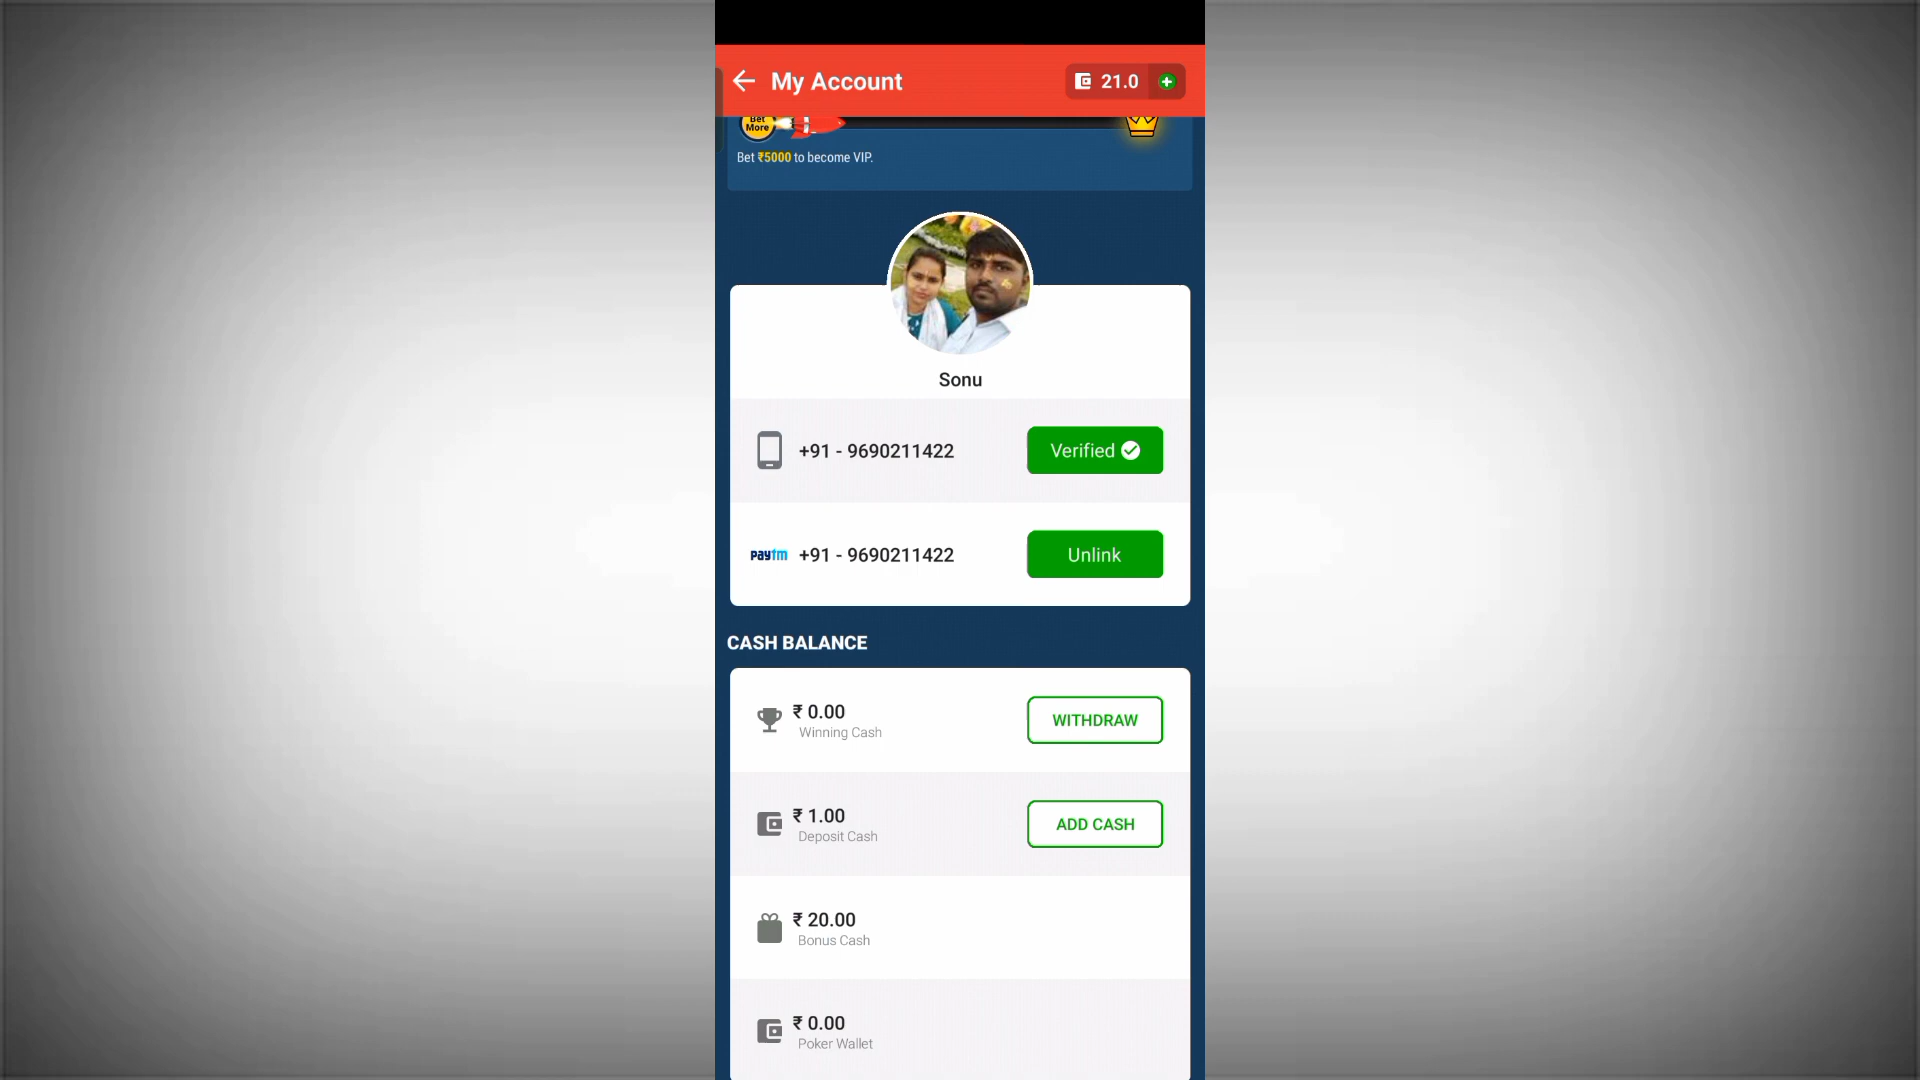 My Account
21.0
Bet
More
Bet ₹5000 to become VIP.
Sonu
+91 - 9690211422
Verified
paytm
+91 - 9690211422
Unlink
CASH BALANCE
₹ 0.00
Winning Cash
WITHDRAW
₹ 1.00
Deposit Cash
ADD CASH
₹ 20.00
Bonus Cash
₹ 0.00
Poker Wallet